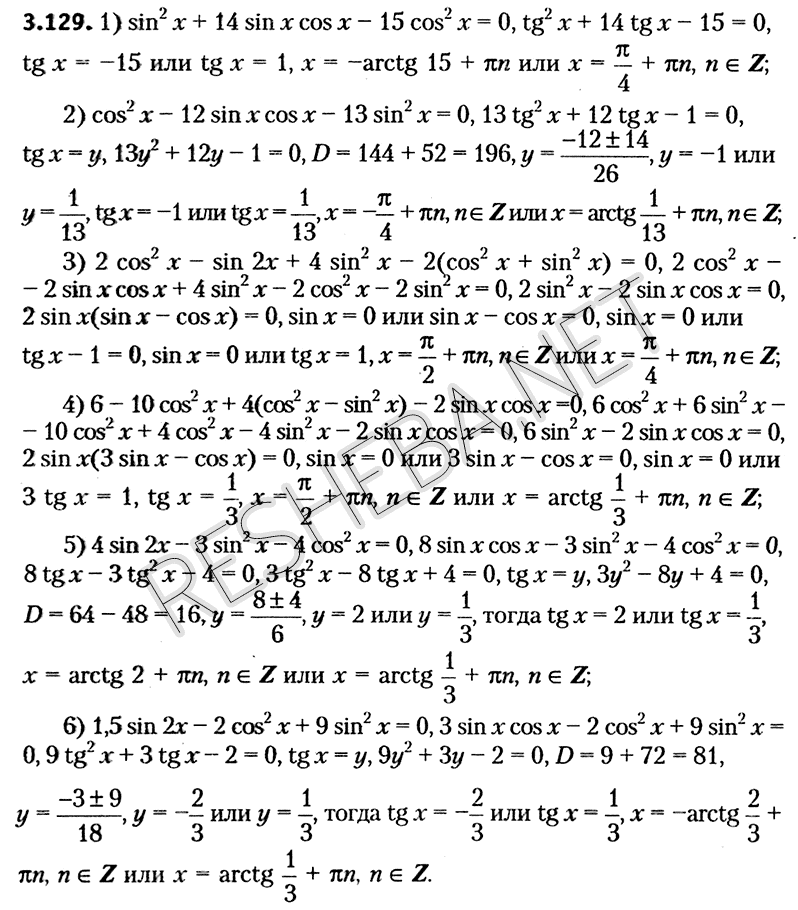 3.129. 1) sin² x + 14 sin x cos x − 15 cos² x = 0, tg² x + 14 tg x − 15 = 0,
tg x = −15 или tg x = 1, x = −arctg 15 + πn или x = π/4 + πn, n ∈ Z;
2) cos² x − 12 sin x cos x − 13 sin² x = 0, 13 tg² x + 12 tg x − 1 = 0,
tg x = y, 13y² + 12y − 1 = 0, D = 144 + 52 = 196, y = (−12 ± 14)/26, y = −1 или
y = 1/13, tg x = −1 или tg x = 1/13, x = −π/4 + πn, n ∈ Z или x = arctg 1/13 + πn, n ∈ Z;
3) 2 cos² x − sin 2x + 4 sin² x − 2(cos² x + sin² x) = 0, 2 cos² x −
− 2 sin x cos x + 4 sin² x − 2 cos² x − 2 sin² x = 0, 2 sin² x − 2 sin x cos x = 0,
2 sin x(sin x − cos x) = 0, sin x = 0 или sin x − cos x = 0, sin x = 0 или
tg x − 1 = 0, sin x = 0 или tg x = 1, x = π/2 + πn, n ∈ Z или x = π/4 + πn, n ∈ Z;
4) 6 − 10 cos² x + 4(cos² x − sin² x) − 2 sin x cos x =0, 6 cos² x + 6 sin² x −
− 10 cos² x + 4 cos² x − 4 sin² x − 2 sin x cos x = 0, 6 sin² x − 2 sin x cos x = 0,
2 sin x(3 sin x − cos x) = 0, sin x = 0 или 3 sin x − cos x = 0, sin x = 0 или
3 tg x = 1, tg x = 1/3, x = π/2 + πn, n ∈ Z или x = arctg 1/3 + πn, n ∈ Z;
5) 4 sin 2x − 3 sin² x − 4 cos² x = 0, 8 sin x cos x − 3 sin² x − 4 cos² x = 0,
8 tg x − 3 tg² x − 4 = 0, 3 tg² x − 8 tg x + 4 = 0, tg x = y, 3y² − 8y + 4 = 0,
D = 64 − 48 = 16, y = (8 ± 4)/6, y = 2 или y = 1/3, тогда tg x = 2 или tg x = 1/3,
x = arctg 2 + πn, n ∈ Z или x = arctg 1/3 + πn, n ∈ Z;
6) 1,5 sin 2x − 2 cos² x + 9 sin² x = 0, 3 sin x cos x − 2 cos² x + 9 sin² x =
0, 9 tg² x + 3 tg x − 2 = 0, tg x = y, 9y² + 3y − 2 = 0, D = 9 + 72 = 81,
y = (−3 ± 9)/18, y = −2/3 или y = 1/3, тогда tg x = −2/3 или tg x = 1/3, x = −arctg 2/3 +
πn, n ∈ Z или x = arctg 1/3 + πn, n ∈ Z.
RESHEBA.NET